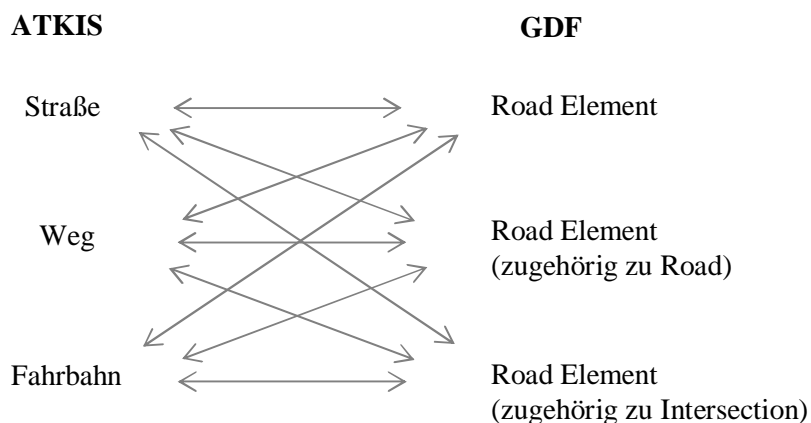 ATKIS GDF
Straße Road Element
Weg Road Element
(zugehörig zu Road)
Fahrbahn Road Element
(zugehörig zu Intersection)